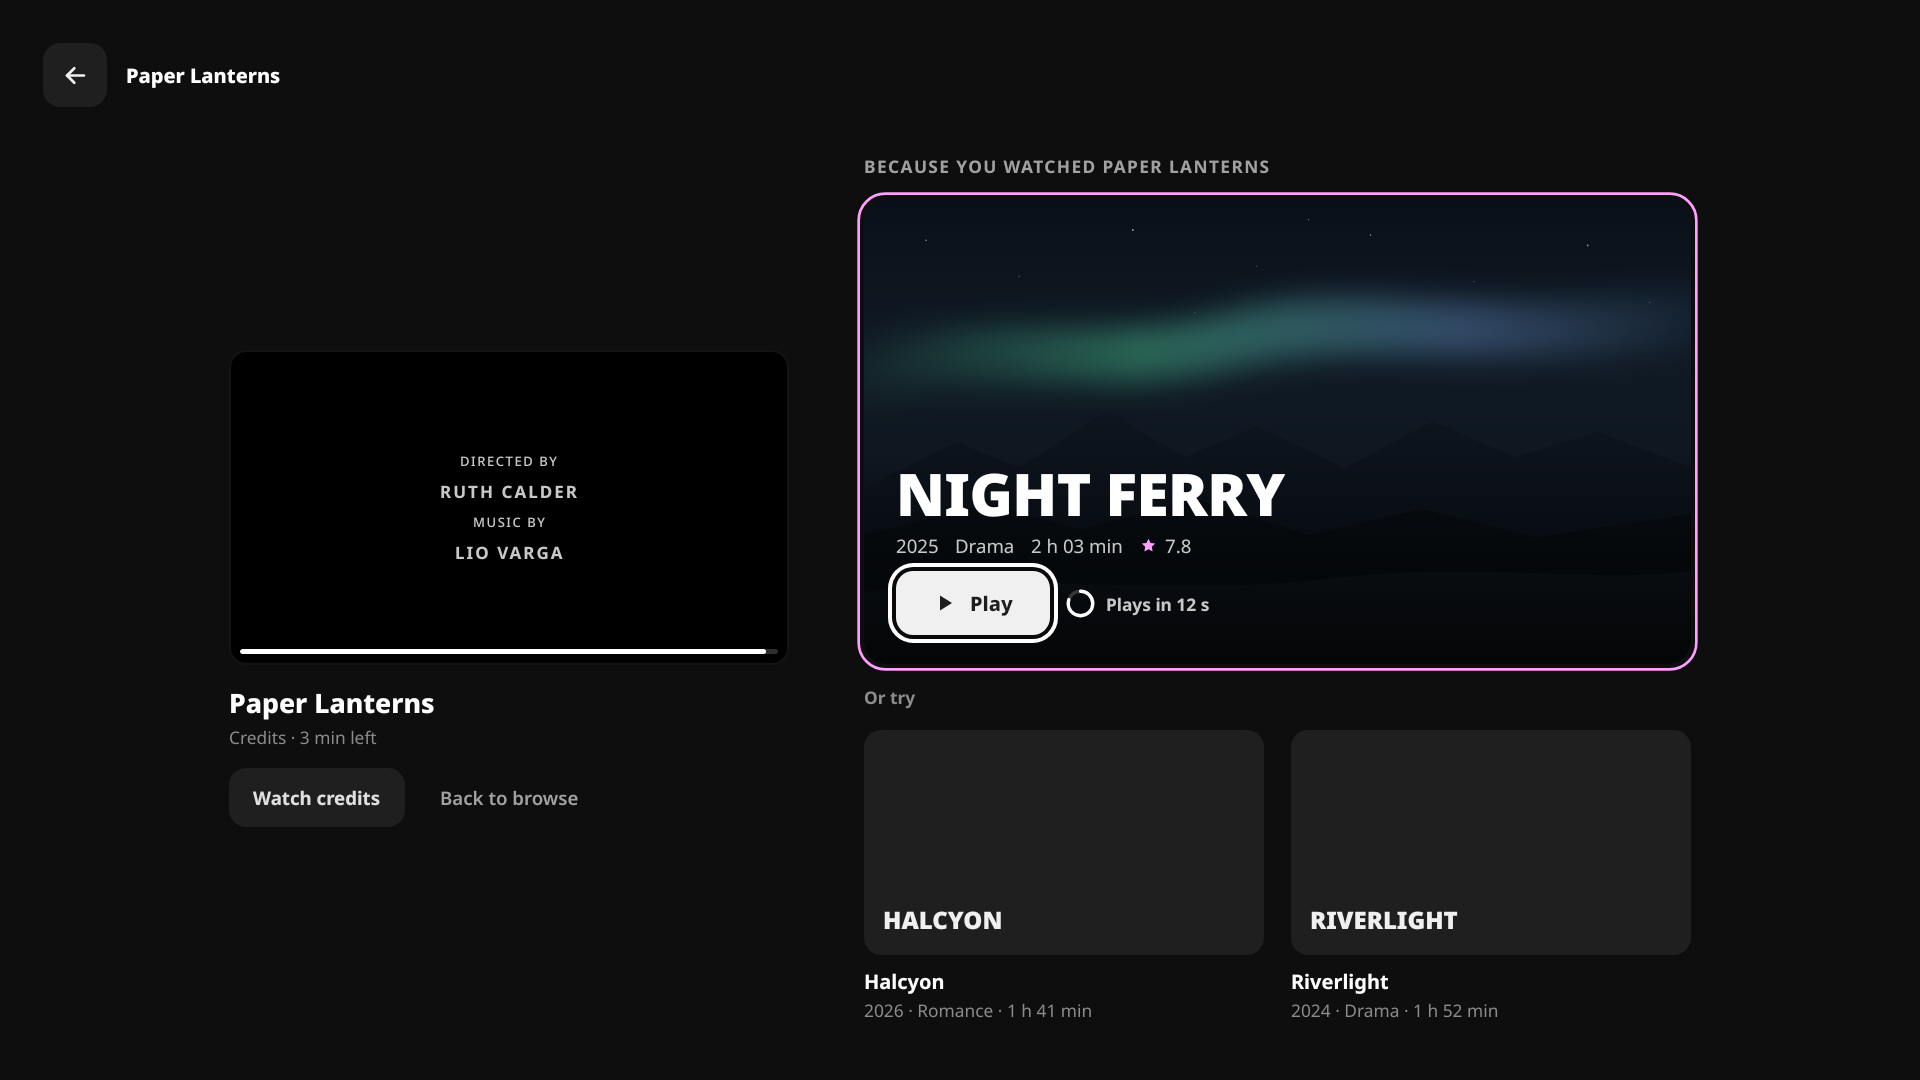 Paper Lanterns
BECAUSE YOU WATCHED PAPER LANTERNS
DIRECTED BY
RUTH CALDER
MUSIC BY
LIO VARGA
Paper Lanterns
Credits · 3 min left
Watch credits
Back to browse
NIGHT FERRY
2025 Drama 2 h 03 min 7.8
Play
Plays in 12 s
Or try
HALCYON
Halcyon
2026 · Romance · 1 h 41 min
RIVERLIGHT
Riverlight
2024 · Drama · 1 h 52 min